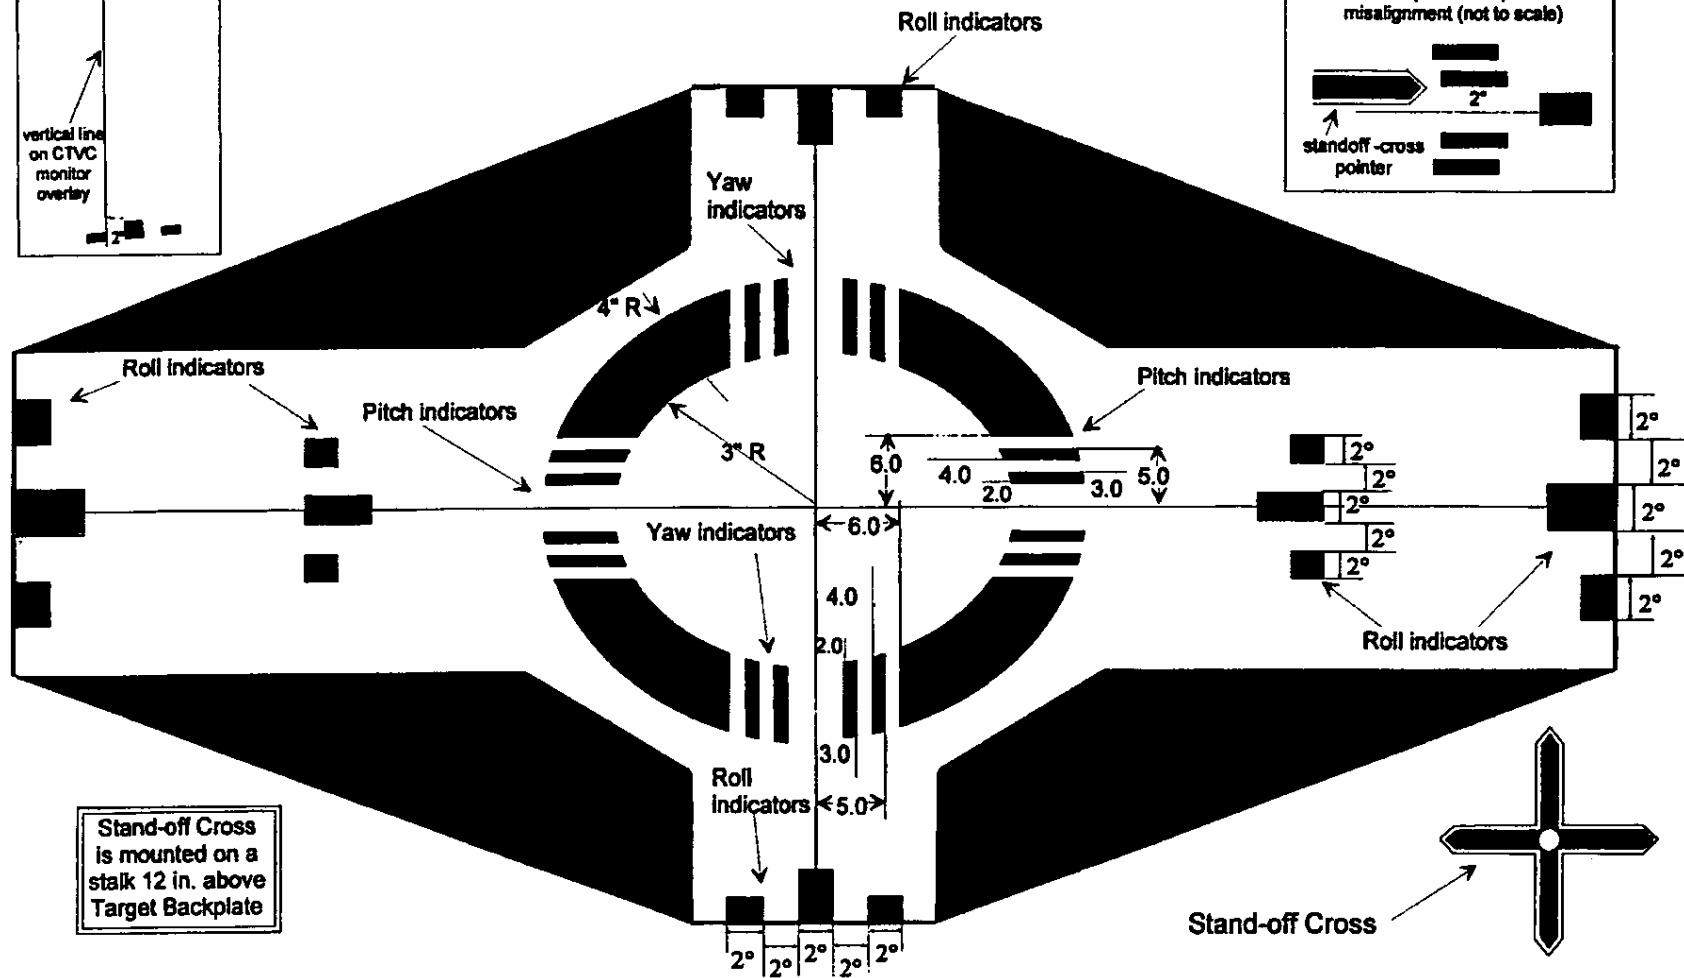 Roll indicators
misalignment (not to scale)
2°
standoff -cross
pointer
vertical line
on CTVC
monitor
overlay
2°
Yaw
indicators
4" R
Roll indicators
Pitch indicators
3" R
Pitch indicators
6.0
4.0
2.0
3.0
5.0
2°
2°
2°
2°
2°
2°
2°
2°
2°
2°
6.0
Yaw indicators
4.0
2.0
Roll indicators
3.0
Roll
indicators
5.0
Stand-off Cross
is mounted on a
stalk 12 in. above
Target Backplate
Stand-off Cross
2°
2°
2°
2°
2°